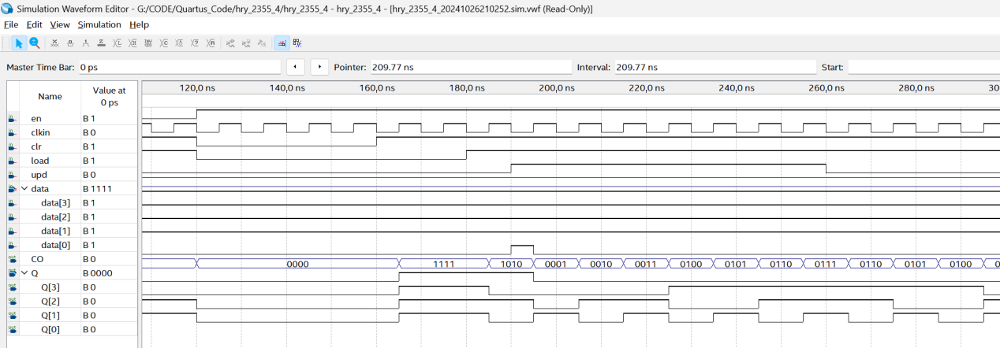 Simulation Waveform Editor - G:/CODE/Quartus_Code/hry_2355_4/hry_2355_4 - hry_2355_4 - [hry_2355_4_20241026210252.sim.vwf (Read-Only)]
File Edit View Simulation Help
Master Time Bar: 0 ps Pointer: 209.77 ns Interval: 209.77 ns Start:
Name Value at 0 ps 120,0 ns 140,0 ns 160,0 ns 180,0 ns 200,0 ns 220,0 ns 240,0 ns 260,0 ns 280,0 ns 30
en B 1
clkin B 0
clr B 1
load B 1
upd B 0
data B 1111
data[3] B 1
data[2] B 1
data[1] B 1
data[0] B 1
CO B 0 0000 1111 1010 0001 0010 0011 0100 0101 0110 0111 0110 0101 0100 0
Q B 0000
Q[3] B 0
Q[2] B 0
Q[1] B 0
Q[0] B 0